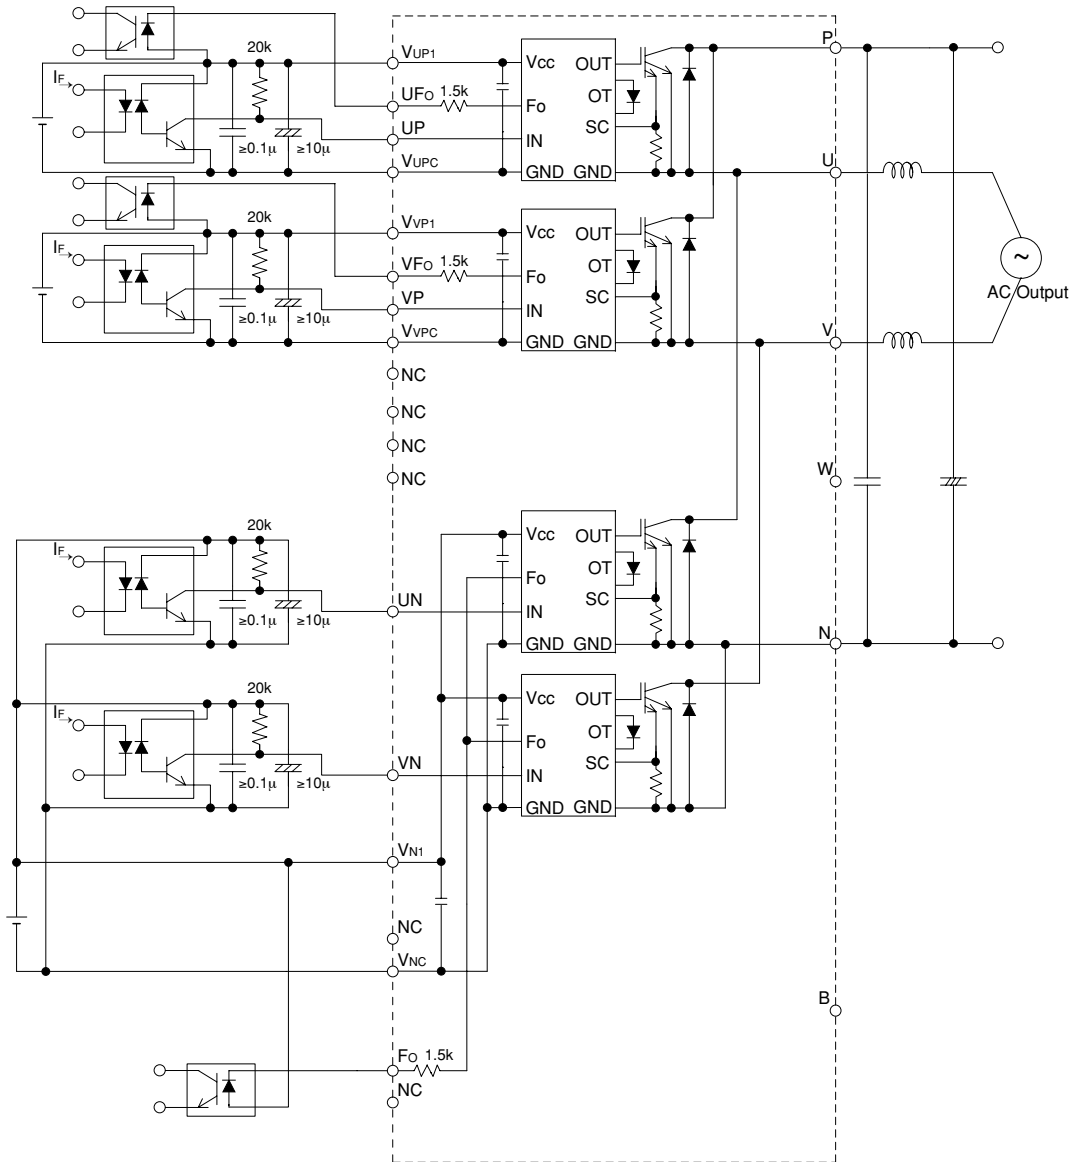 P
20k
VUP1
Vcc OUT
IF
UFO 1.5k
Fo OT
UP
IN SC
≥0.1μ ≥10μ
VUPC
GND GND
U
20k
VVP1
Vcc OUT
IF
VFO 1.5k
Fo OT
VP
IN SC
≥0.1μ ≥10μ
VVPC
GND GND
V
~
AC Output
NC
NC
NC
NC
W
20k
Vcc OUT
IF
Fo OT
UN
IN SC
≥0.1μ ≥10μ
GND GND
N
20k
Vcc OUT
IF
Fo OT
VN
IN SC
≥0.1μ ≥10μ
GND GND
VN1
NC
VNC
B
FO 1.5k
NC